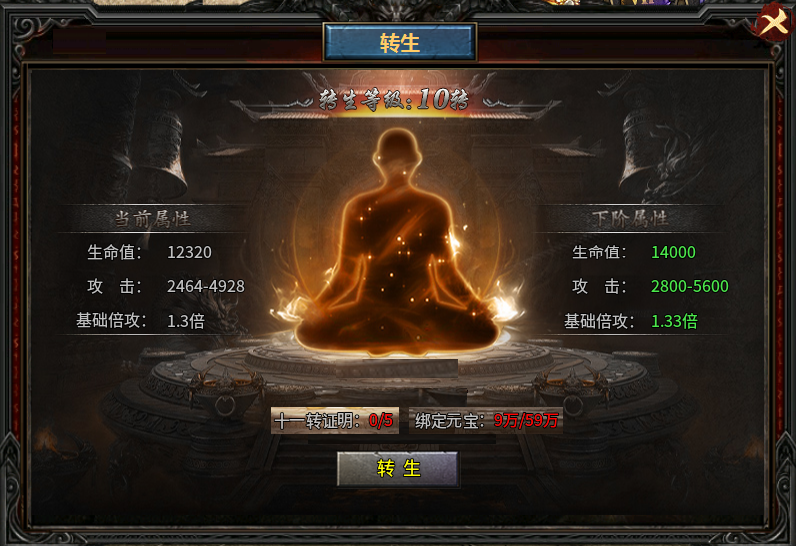 转生
转生等级:10转
当前属性
生命值： 12320
攻 击： 2464-4928
基础倍攻： 1.3倍
下阶属性
生命值： 14000
攻 击： 2800-5600
基础倍攻： 1.33倍
十一转证明：0/5 绑定元宝：9万/59万
转 生